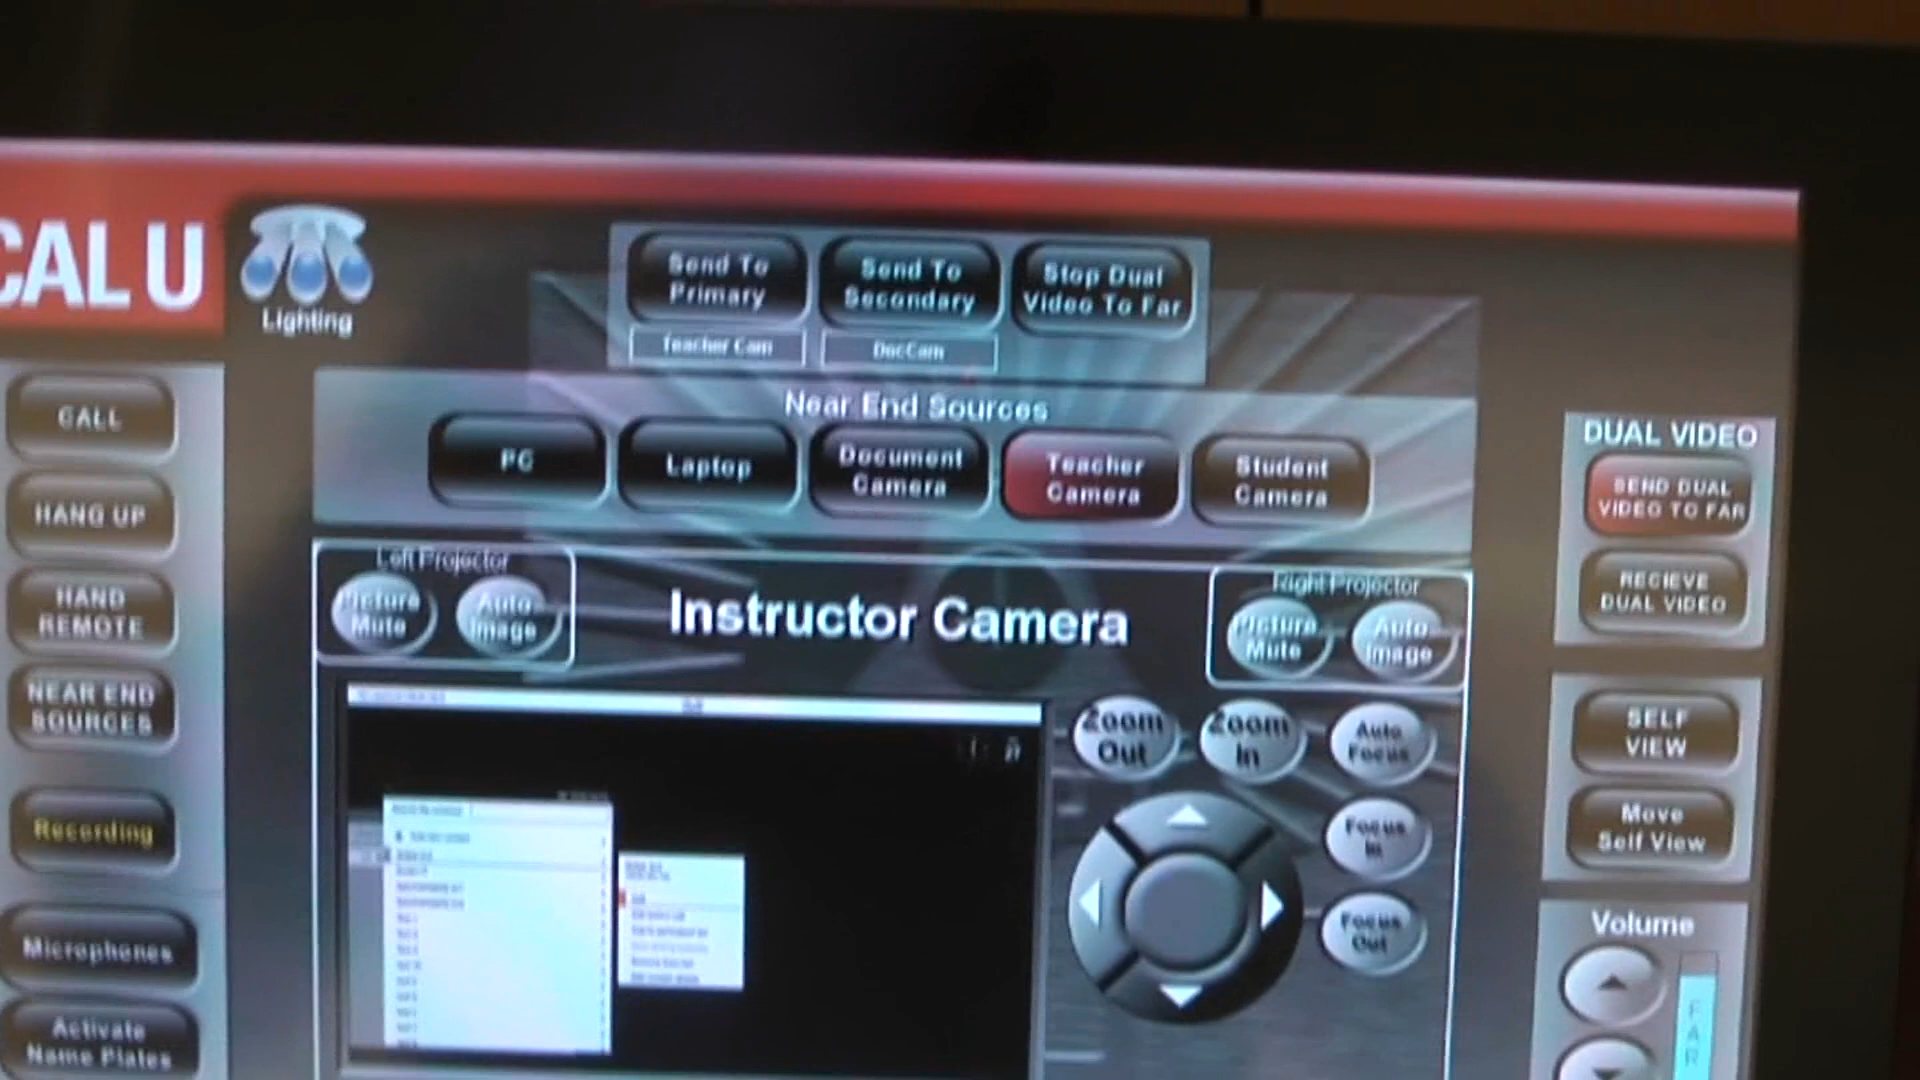 CAL U
Lighting
Send To
Primary
Send To
Secondary
Stop Dual
Video To Far
Teacher Cam
DocCam
Near End Sources
PC
Laptop
Document
Camera
Teacher
Camera
Student
Camera
CALL
HANG UP
HAND
REMOTE
NEAR END
SOURCES
Recording
Microphones
Activate
Name Plates
Left Projector
Picture
Mute
Auto
Image
Instructor Camera
Right Projector
Picture
Mute
Auto
Image
Zoom
Out
Zoom
In
Auto
Focus
Focus
In
Focus
Out
DUAL VIDEO
SEND DUAL
VIDEO TO FAR
RECIEVE
DUAL VIDEO
SELF
VIEW
Move
Self View
Volume
FAR